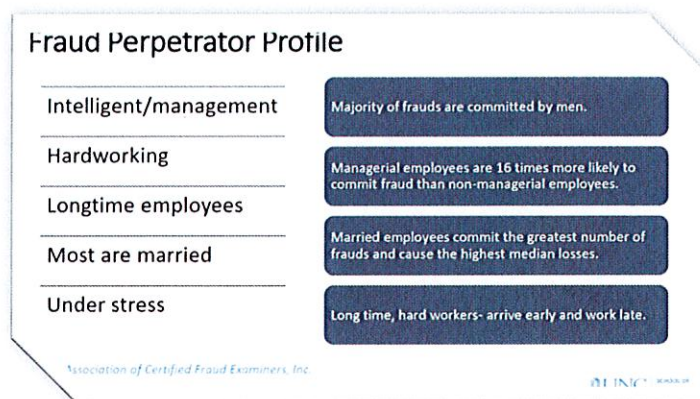 Fraud Perpetrator Profile
Intelligent/management
Hardworking
Longtime employees
Most are married
Under stress
Majority of frauds are committed by men.
Managerial employees are 16 times more likely to
commit fraud than non-managerial employees.
Married employees commit the greatest number of
frauds and cause the highest median losses.
Long time, hard workers- arrive early and work late.
Association of Certified Fraud Examiners, Inc.
UNC